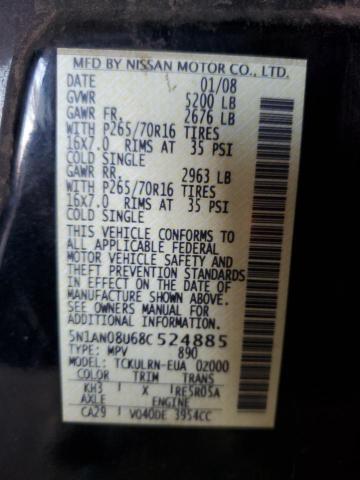 MFD BY NISSAN MOTOR CO., LTD.
DATE 01/08
GVWR 5200 LB
GAWR FR. 2676 LB
WITH P265/70R16 TIRES
16X7.0 RIMS AT 35 PSI
COLD SINGLE
GAWR RR. 2963 LB
WITH P265/70R16 TIRES
16X7.0 RIMS AT 35 PSI
COLD SINGLE
THIS VEHICLE CONFORMS TO
ALL APPLICABLE FEDERAL
MOTOR VEHICLE SAFETY AND
THEFT PREVENTION STANDARDS
IN EFFECT ON THE DATE OF
MANUFACTURE SHOWN ABOVE.
SEE OWNERS MANUAL FOR
ADDITIONAL INFORMATION.
5N1AN08U68C524885
TYPE: MPV 890
MODEL: TCKULRN-EUA 02000
COLOR TRIM TRANS
KH3 X RE5R05A
AXLE ENGINE
CA29 VQ40DE 3954CC